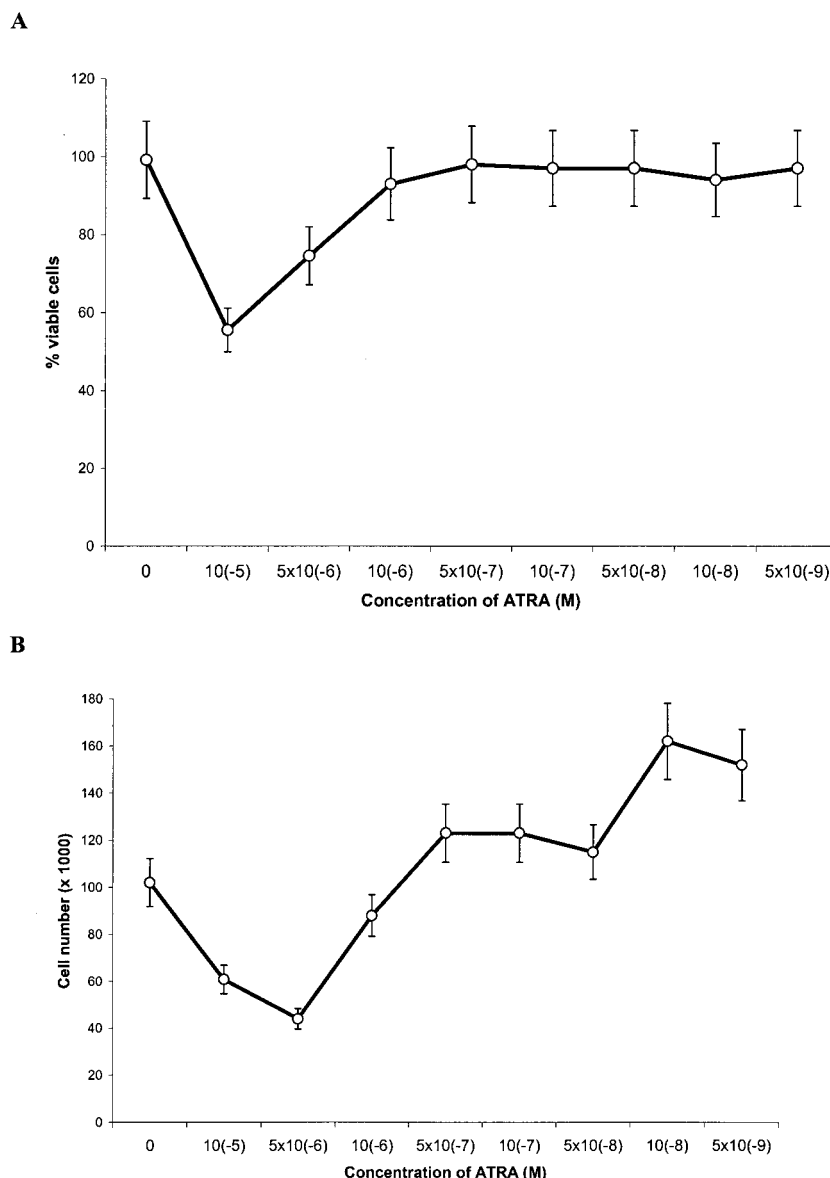 A
120
100
80
60
40
20
0
% viable cells
0 10(-5) 5x10(-6) 10(-6) 5x10(-7) 10(-7) 5x10(-8) 10(-8) 5x10(-9)
Concentration of ATRA (M)
B
180
160
140
120
100
80
60
40
20
0
Cell number (x 1000)
0 10(-5) 5x10(-6) 10(-6) 5x10(-7) 10(-7) 5x10(-8) 10(-8) 5x10(-9)
Concentration of ATRA (M)